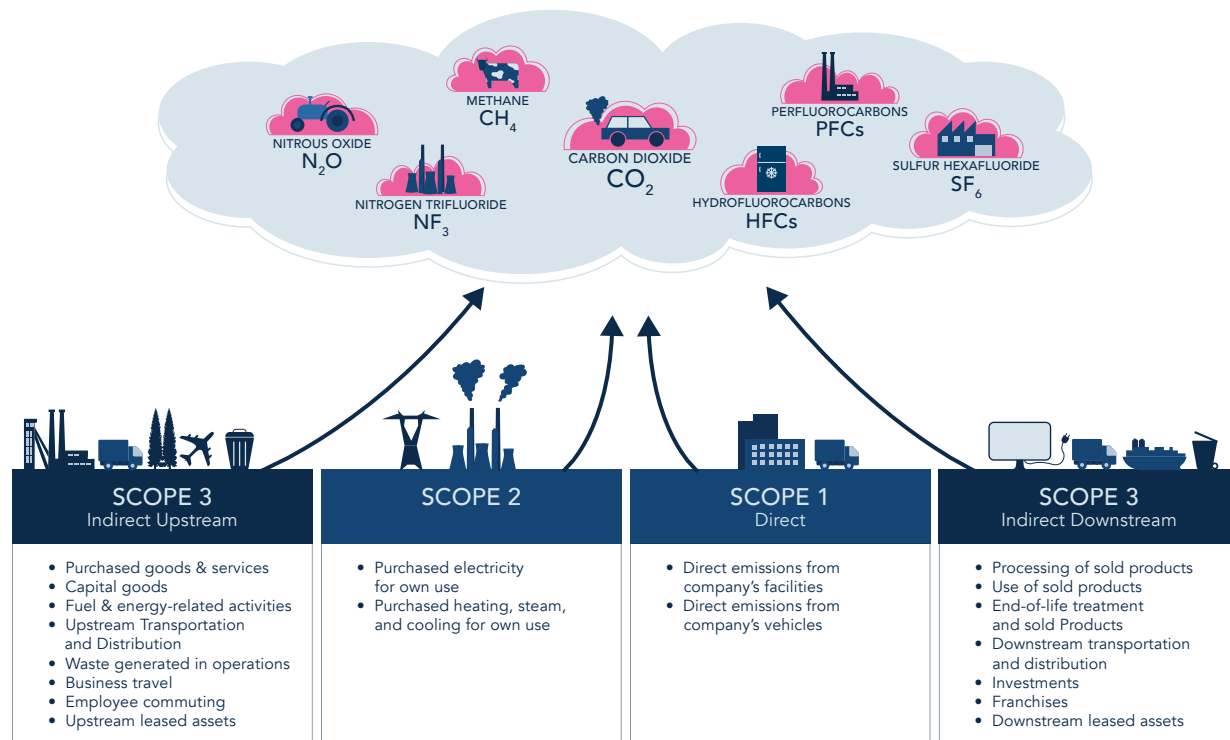 METHANE
CH4
NITROUS OXIDE
N2O
NITROGEN TRIFLUORIDE
NF3
CARBON DIOXIDE
CO2
PERFLUOROCARBONS
PFCs
HYDROFLUOROCARBONS
HFCs
SULFUR HEXAFLUORIDE
SF6
SCOPE 3
Indirect Upstream
• Purchased goods & services
• Capital goods
• Fuel & energy-related activities
• Upstream Transportation
and Distribution
• Waste generated in operations
• Business travel
• Employee commuting
• Upstream leased assets
SCOPE 2
• Purchased electricity
for own use
• Purchased heating, steam,
and cooling for own use
SCOPE 1
Direct
• Direct emissions from
company's facilities
• Direct emissions from
company's vehicles
SCOPE 3
Indirect Downstream
• Processing of sold products
• Use of sold products
• End-of-life treatment
and sold Products
• Downstream transportation
and distribution
• Investments
• Franchises
• Downstream leased assets